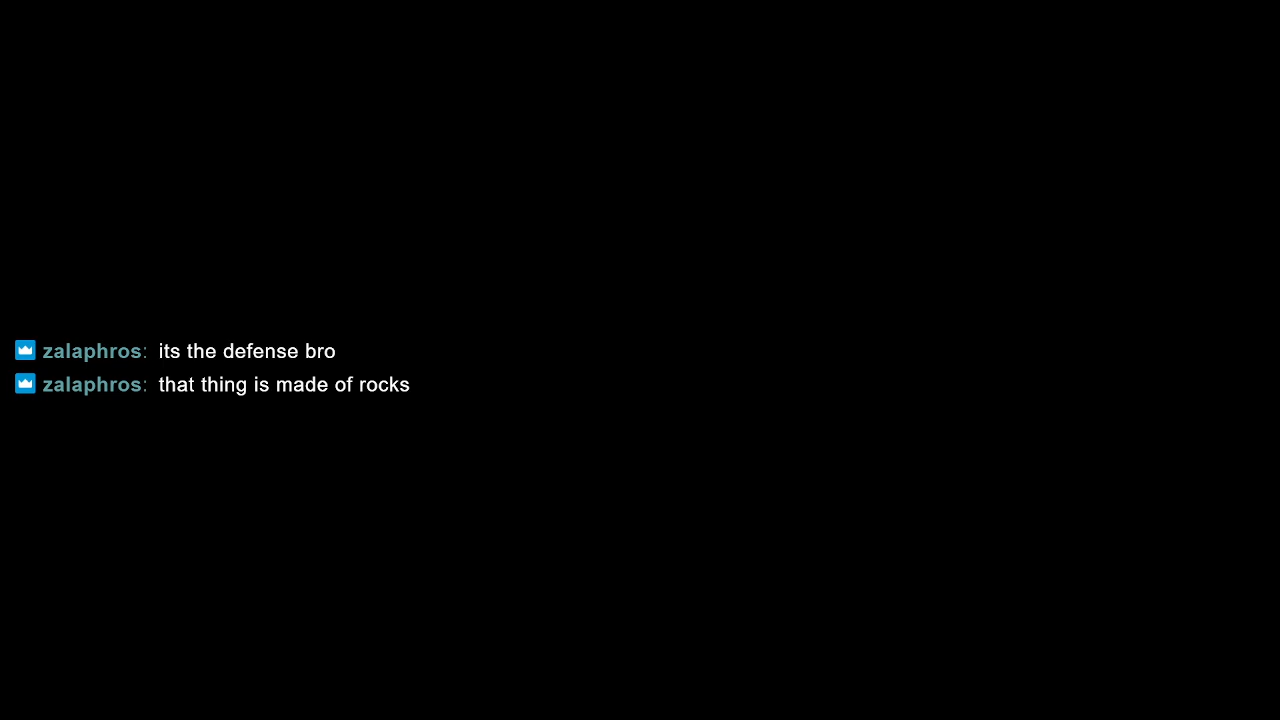 zalaphros: its the defense bro
zalaphros: that thing is made of rocks